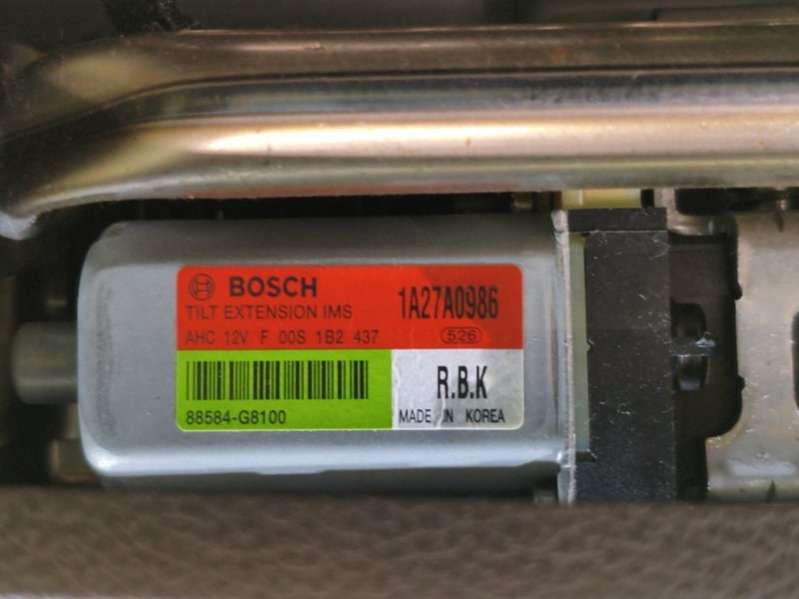 BOSCH
TILT EXTENSION IMS
1A27A0986
AHC 12V F 00S 1B2 437
526
88584-G8100
R.B.K
MADE IN KOREA